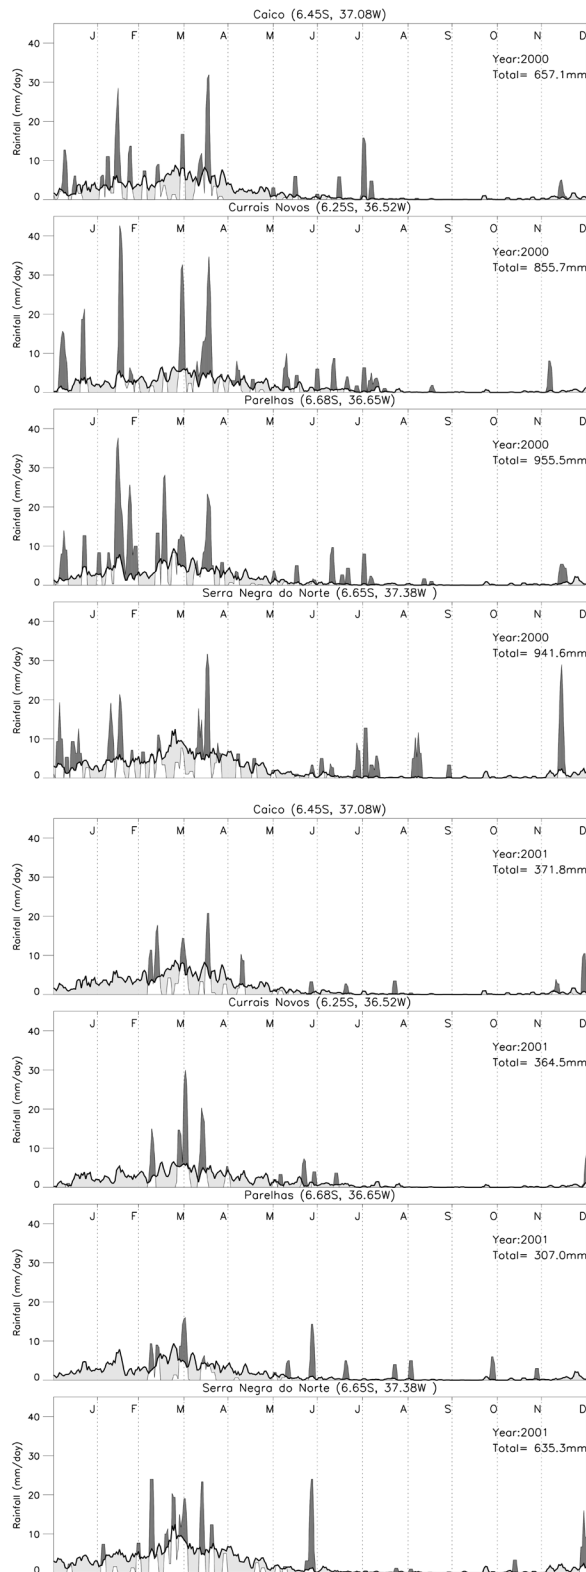 Caico (6.45S, 37.08W)
J F M A M J J A S O N D
Year:2000
Total= 657.1mm
Rainfall (mm/day)
40
30
20
10
0
Currais Novos (6.25S, 36.52W)
J F M A M J J A S O N D
Year:2000
Total= 855.7mm
Rainfall (mm/day)
40
30
20
10
0
Parelhas (6.68S, 36.65W)
J F M A M J J A S O N D
Year:2000
Total= 955.5mm
Rainfall (mm/day)
40
30
20
10
0
Serra Negra do Norte (6.65S, 37.38W )
J F M A M J J A S O N D
Year:2000
Total= 941.6mm
Rainfall (mm/day)
40
30
20
10
0
Caico (6.45S, 37.08W)
J F M A M J J A S O N D
Year:2001
Total= 371.8mm
Rainfall (mm/day)
40
30
20
10
0
Currais Novos (6.25S, 36.52W)
J F M A M J J A S O N D
Year:2001
Total= 364.5mm
Rainfall (mm/day)
40
30
20
10
0
Parelhas (6.68S, 36.65W)
J F M A M J J A S O N D
Year:2001
Total= 307.0mm
Rainfall (mm/day)
40
30
20
10
0
Serra Negra do Norte (6.65S, 37.38W )
J F M A M J J A S O N D
Year:2001
Total= 635.3mm
Rainfall (mm/day)
40
30
20
10
0